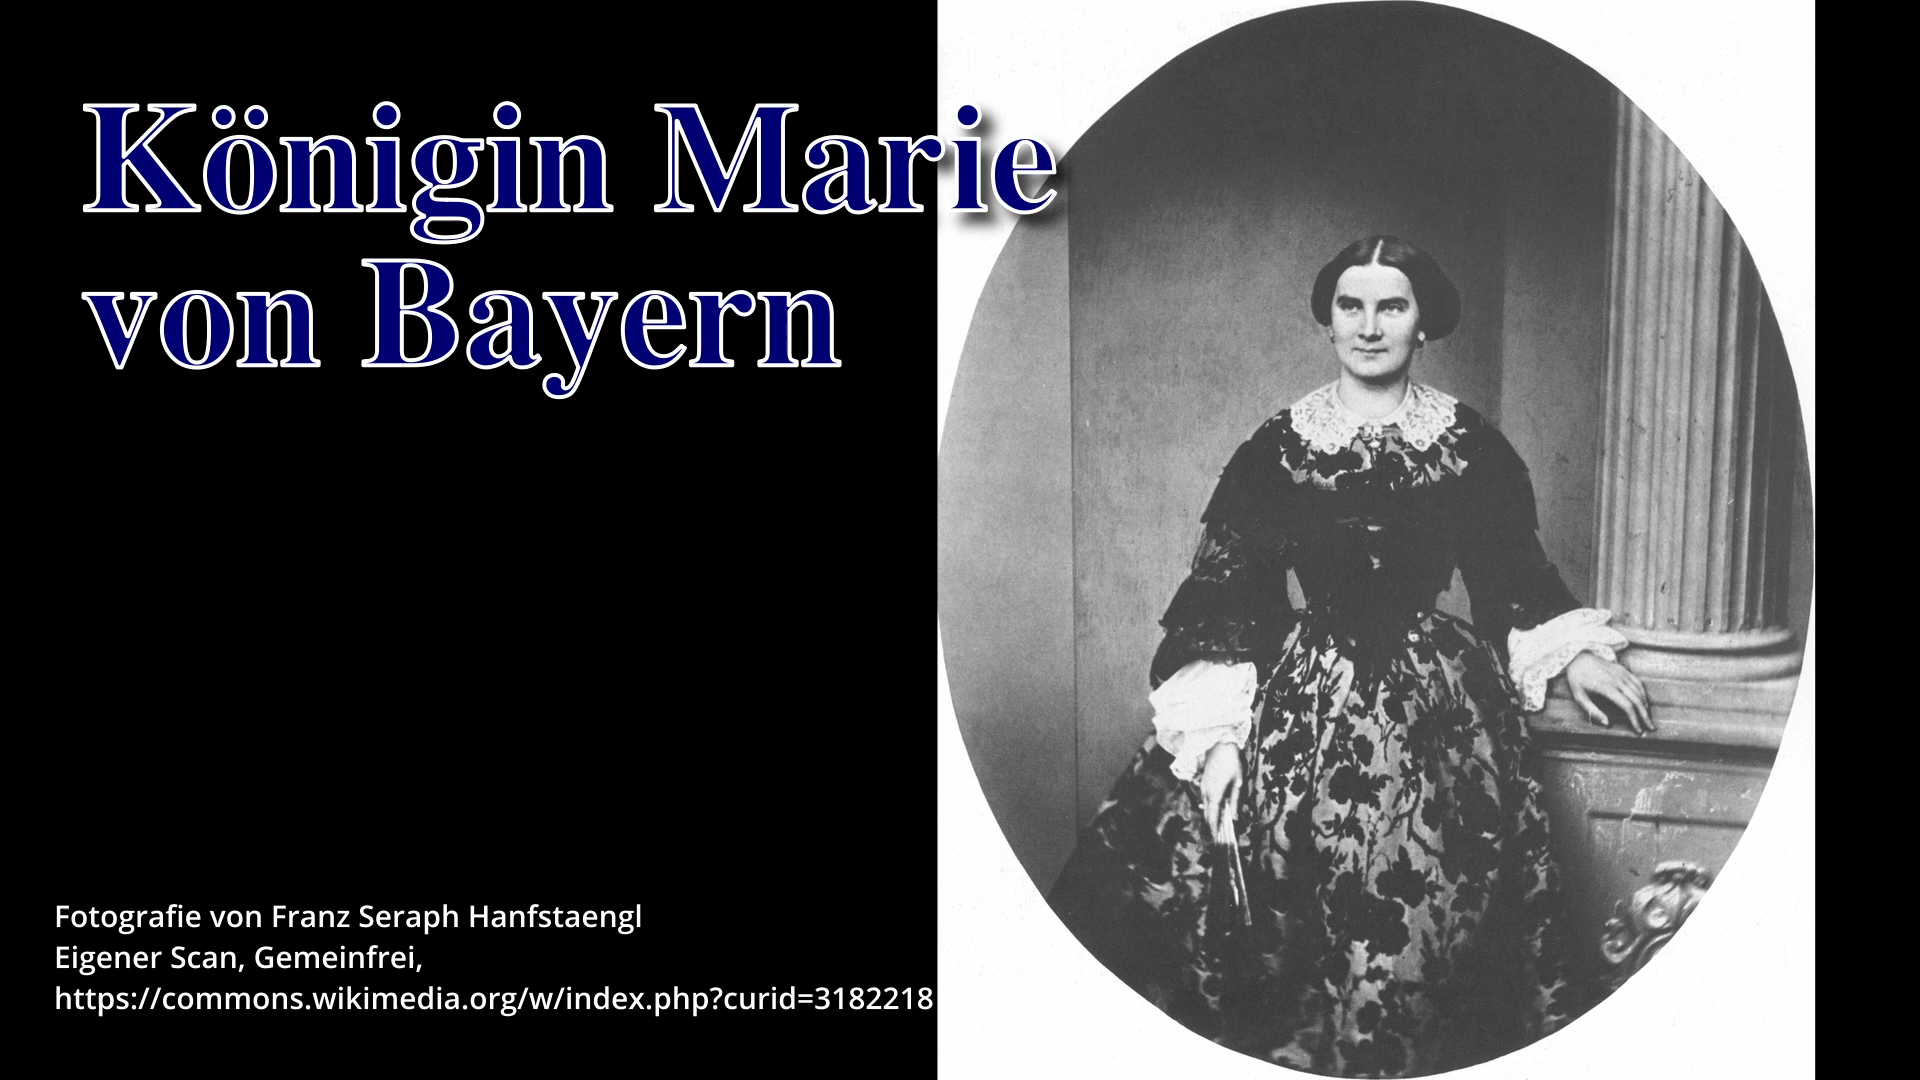 Königin Marie
von Bayern
Fotografie von Franz Seraph Hanfstaengl
Eigener Scan, Gemeinfrei,
https://commons.wikimedia.org/w/index.php?curid=3182218